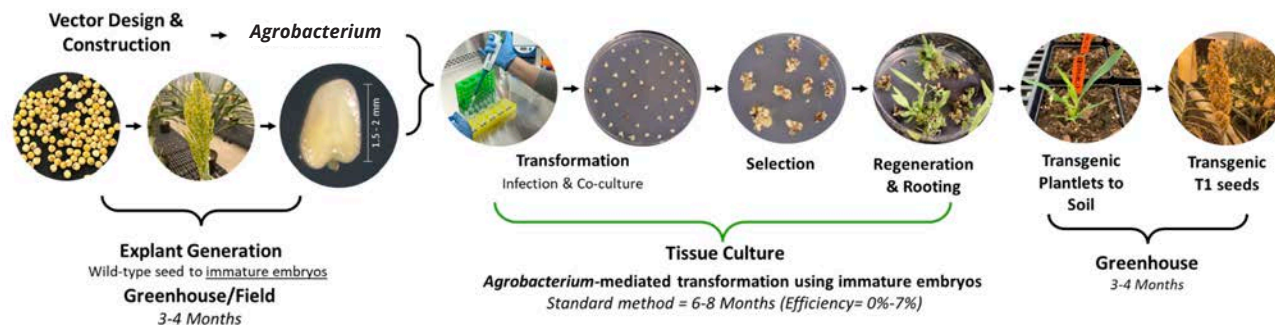 Vector Design &
Construction
Agrobacterium
1.5 - 2 mm
Transformation
Infection & Co-culture
Selection
Regeneration
& Rooting
Transgenic
Plantlets to
Soil
Transgenic
T1 seeds
Explant Generation
Wild-type seed to immature embryos
Greenhouse/Field
3-4 Months
Tissue Culture
Agrobacterium-mediated transformation using immature embryos
Standard method = 6-8 Months (Efficiency= 0%-7%)
Greenhouse
3-4 Months